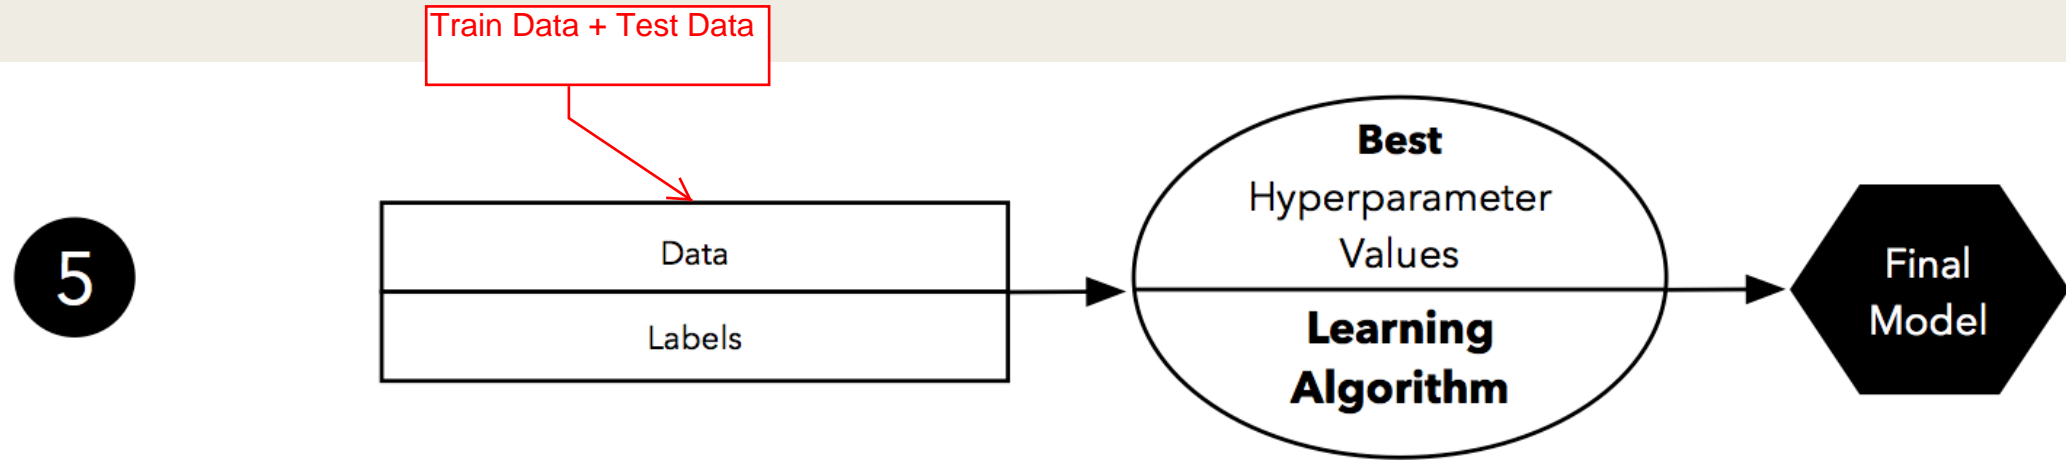 Train Data + Test Data
5
Data
Labels
Best
Hyperparameter
Values
Learning
Algorithm
Final
Model